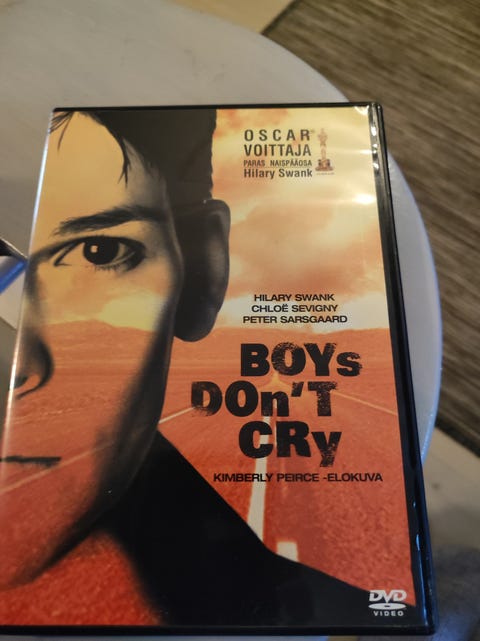 OSCAR
VOITTAJA
PARAS NAISPÄÄOSA
Hilary Swank
HILARY SWANK
CHLOË SEVIGNY
PETER SARSGAARD
BOYs
DOn'T
CRy
KIMBERLY PEIRCE -ELOKUVA
DVD
VIDEO